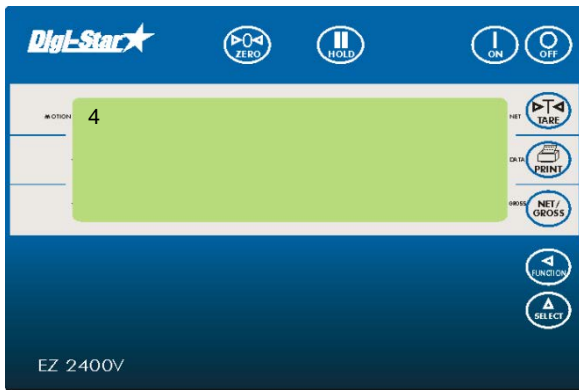 Digi-Star
ZERO
HOLD
ON
OFF
MOTION
4
NET
T
TARE
DATA
PRINT
GROSS
NET/
GROSS
FUNCTION
SELECT
EZ 2400V